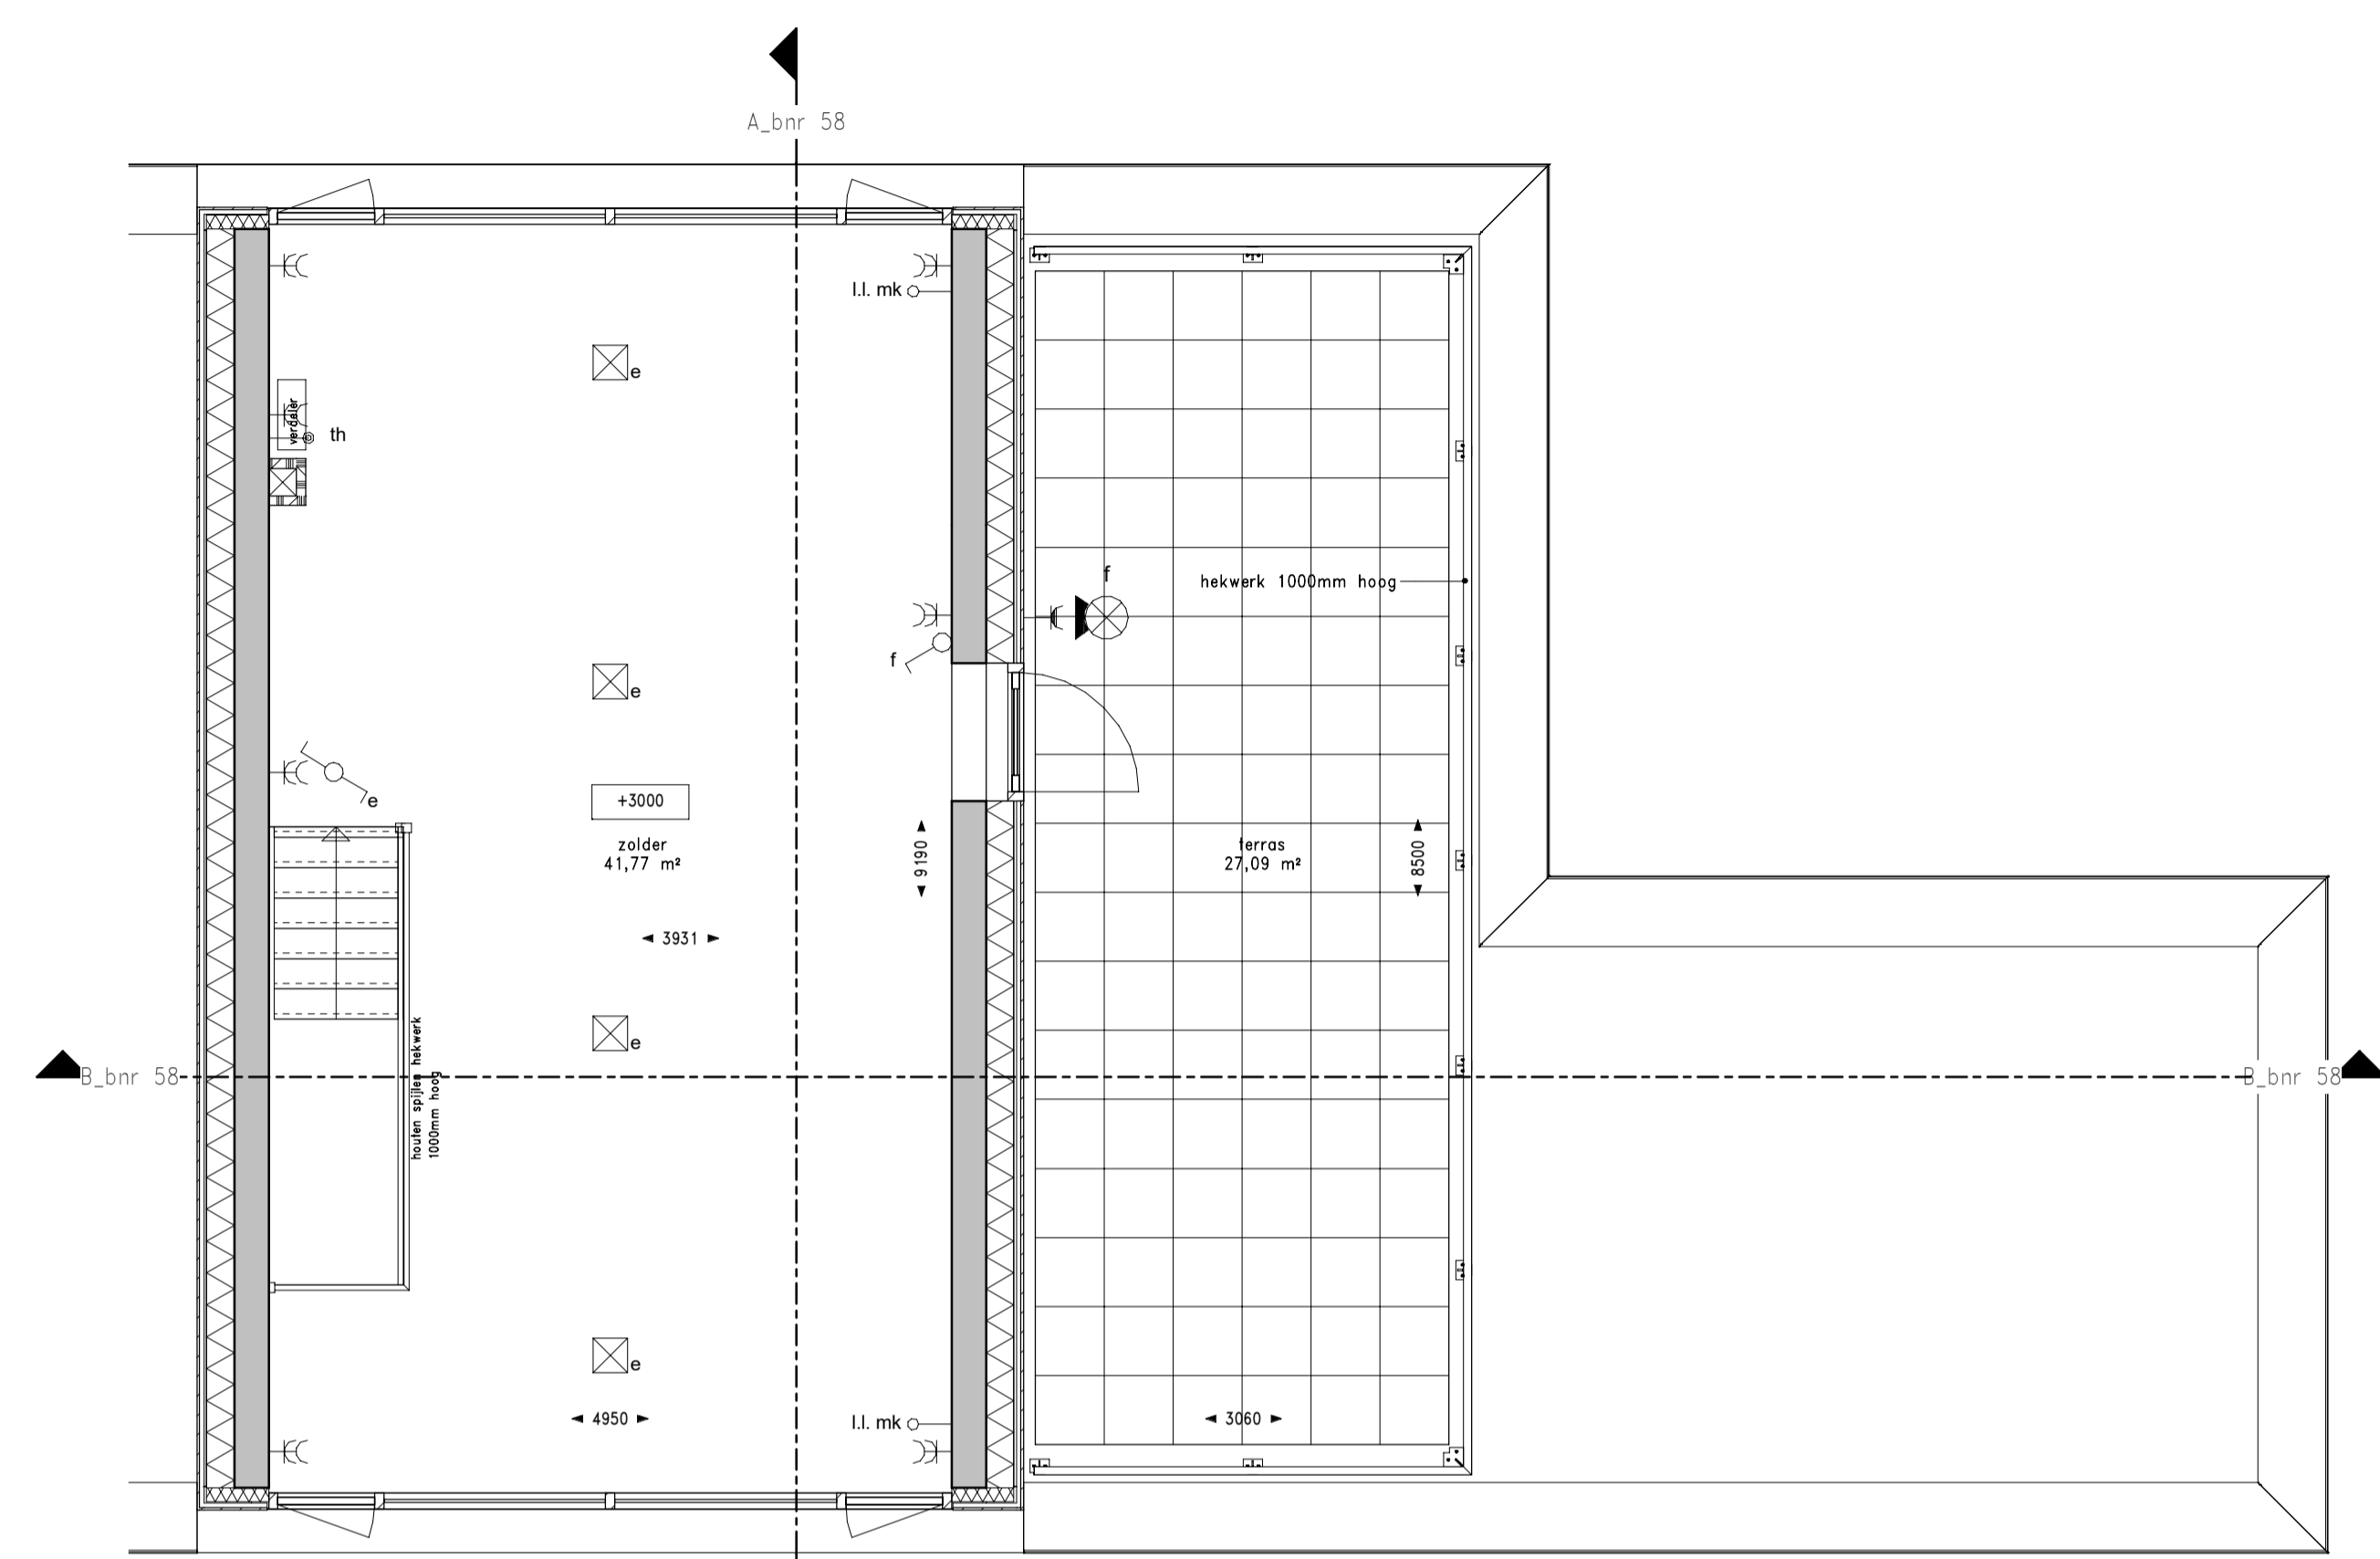 A_bnr 58
l.l. mk
e
verdeler
th
f
hekwerk 1000mm hoog
f
e
e
+3000
zolder
41,77 m²
9190
terras
27,09 m²
8500
3931
houten spijlen hekwerk
1000mm hoog
e
B_bnr 58
B_bnr 58
e
4950
l.l. mk
3060